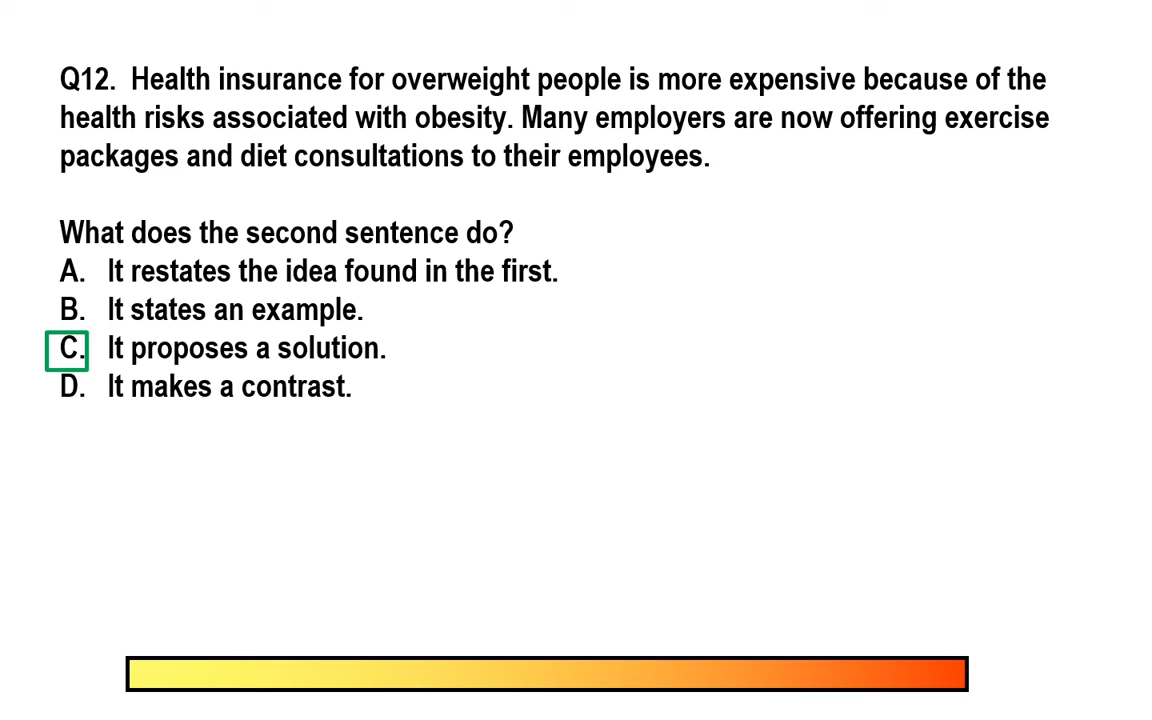 Q12.  Health insurance for overweight people is more expensive because of the
health risks associated with obesity. Many employers are now offering exercise
packages and diet consultations to their employees.
What does the second sentence do?
A.   It restates the idea found in the first.
B.   It states an example.
C.   It proposes a solution.
D.   It makes a contrast.